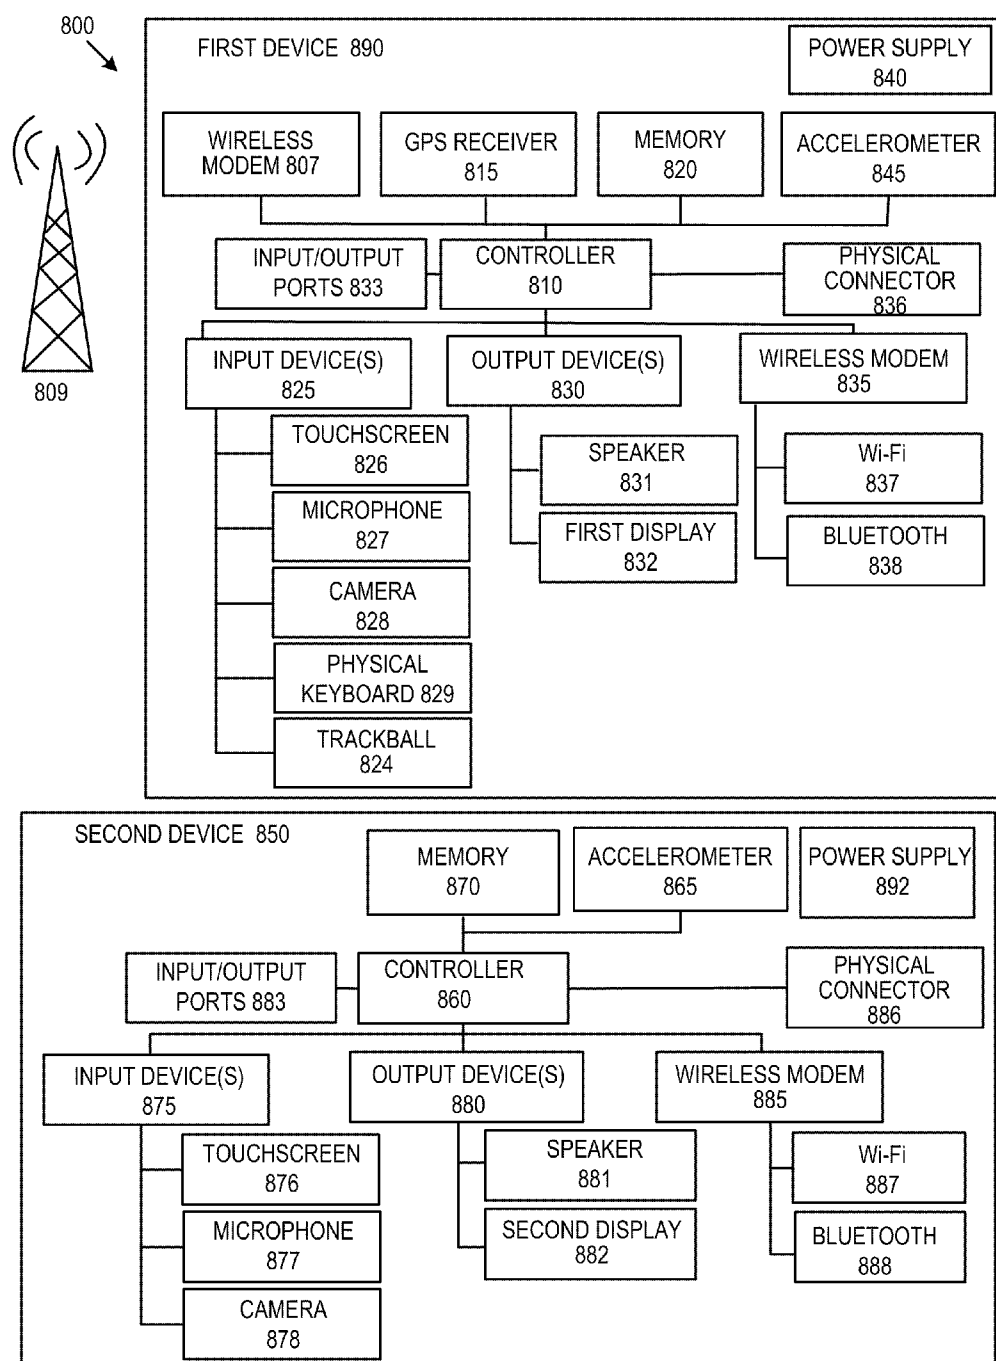 800
FIRST DEVICE 890
POWER SUPPLY
840
WIRELESS
MODEM 807
GPS RECEIVER
815
MEMORY
820
ACCELEROMETER
845
INPUT/OUTPUT
PORTS 833
CONTROLLER
810
PHYSICAL
CONNECTOR
836
809
INPUT DEVICE(S)
825
OUTPUT DEVICE(S)
830
WIRELESS MODEM
835
TOUCHSCREEN
826
MICROPHONE
827
CAMERA
828
PHYSICAL
KEYBOARD 829
TRACKBALL
824
SPEAKER
831
FIRST DISPLAY
832
Wi-Fi
837
BLUETOOTH
838
SECOND DEVICE 850
MEMORY
870
ACCELEROMETER
865
POWER SUPPLY
892
INPUT/OUTPUT
PORTS 883
CONTROLLER
860
PHYSICAL
CONNECTOR
886
INPUT DEVICE(S)
875
OUTPUT DEVICE(S)
880
WIRELESS MODEM
885
TOUCHSCREEN
876
MICROPHONE
877
CAMERA
878
SPEAKER
881
SECOND DISPLAY
882
Wi-Fi
887
BLUETOOTH
888